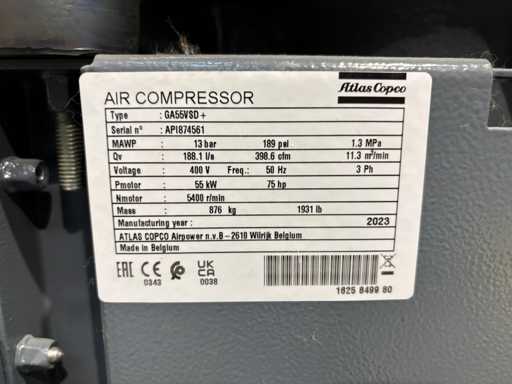 Atlas Copco
AIR COMPRESSOR
Type : GA55VSD+
Serial n° : API874561
MAWP : 13 bar 189 psi 1.3 MPa
Qv : 188.1 l/s 398.6 cfm 11.3 m³/min
Voltage : 400 V Freq.: 50 Hz 3 Ph
Pmotor : 55 kW 75 hp
Nmotor : 5400 r/min
Mass : 876 kg 1931 lb
Manufacturing year : 2023
ATLAS COPCO Airpower n.v.B - 2610 Wilrijk Belgium
Made in Belgium
EAC CE UK CA
0343 0038
1625 8499 80